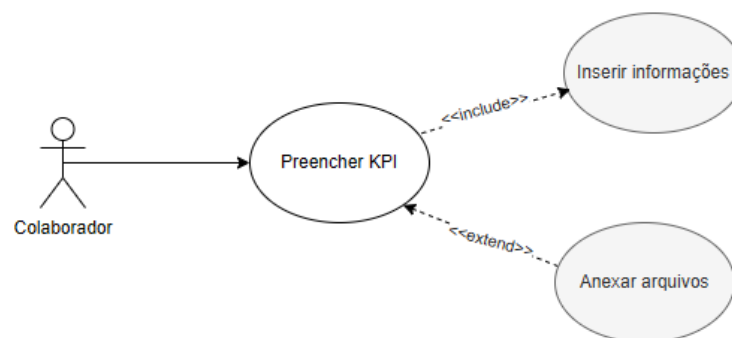 Inserir informações
<<include>>
Preencher KPI
Colaborador
<<extend>>
Anexar arquivos